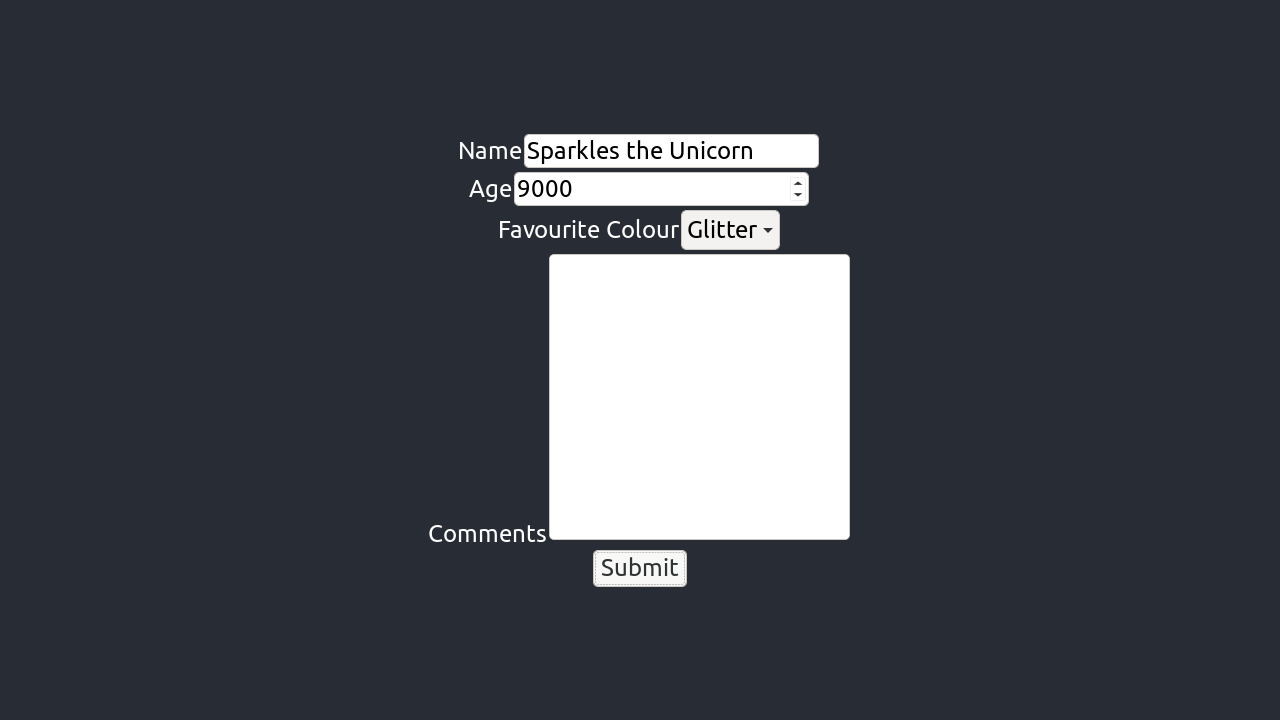 Name Sparkles the Unicorn
Age 9000
Favourite Colour Glitter
Comments
Submit